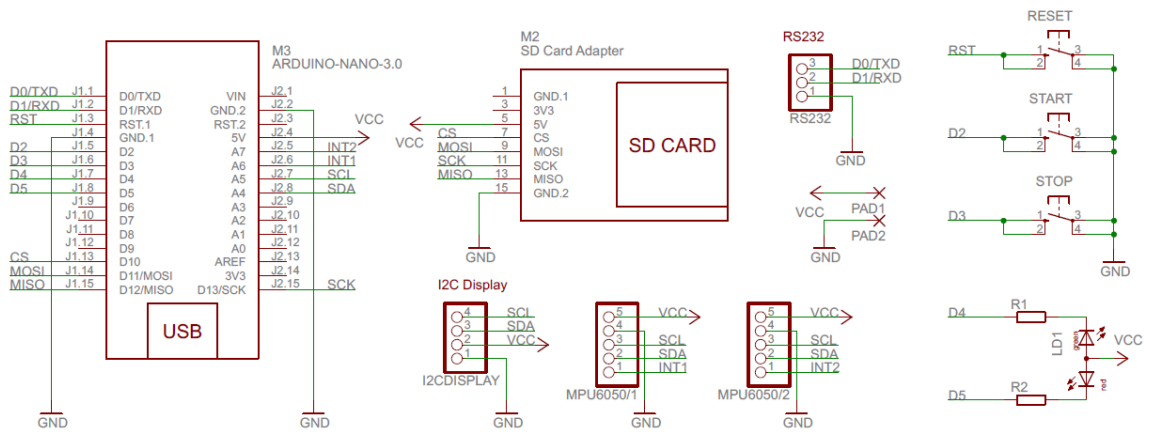 M3
ARDUINO-NANO-3.0
D0/TXD J1.1 D0/TXD VIN J2.1
D1/RXD J1.2 D1/RXD GND.2 J2.2
RST J1.3 RST.1 RST.2 J2.3
J1.4 GND.1 5V J2.4 VCC
D2 J1.5 D2 A7 J2.5 INT2
D3 J1.6 D3 A6 J2.6 INT1
D4 J1.7 D4 A5 J2.7 SCL
D5 J1.8 D5 A4 J2.8 SDA
J1.9 D6 A3 J2.9
J1.10 D7 A2 J2.10
J1.11 D8 A1 J2.11
J1.12 D9 A0 J2.12
CS J1.13 D10 AREF J2.13
MOSI J1.14 D11/MOSI 3V3 J2.14
MISO J1.15 D12/MISO D13/SCK J2.15 SCK
USB
GND
GND
M2
SD Card Adapter
1 GND.1
3 3V3
VCC 5 5V
CS 7 CS
MOSI 9 MOSI
SCK 11 SCK
MISO 13 MISO
15 GND.2
SD CARD
GND
RS232
3 D0/TXD
2 D1/RXD
1
RS232
GND
VCC PAD1
PAD2
GND
RESET
RST 1 3
2 4
START
D2 1 3
2 4
STOP
D3 1 3
2 4
GND
I2C Display
4 SCL
3 SDA
2 VCC
1
I2CDISPLAY
GND
5 VCC
4
3 SCL
2 SDA
1 INT1
MPU6050/1
GND
5 VCC
4
3 SCL
2 SDA
1 INT2
MPU6050/2
GND
D4 R1
LD1
green
VCC
red
D5 R2